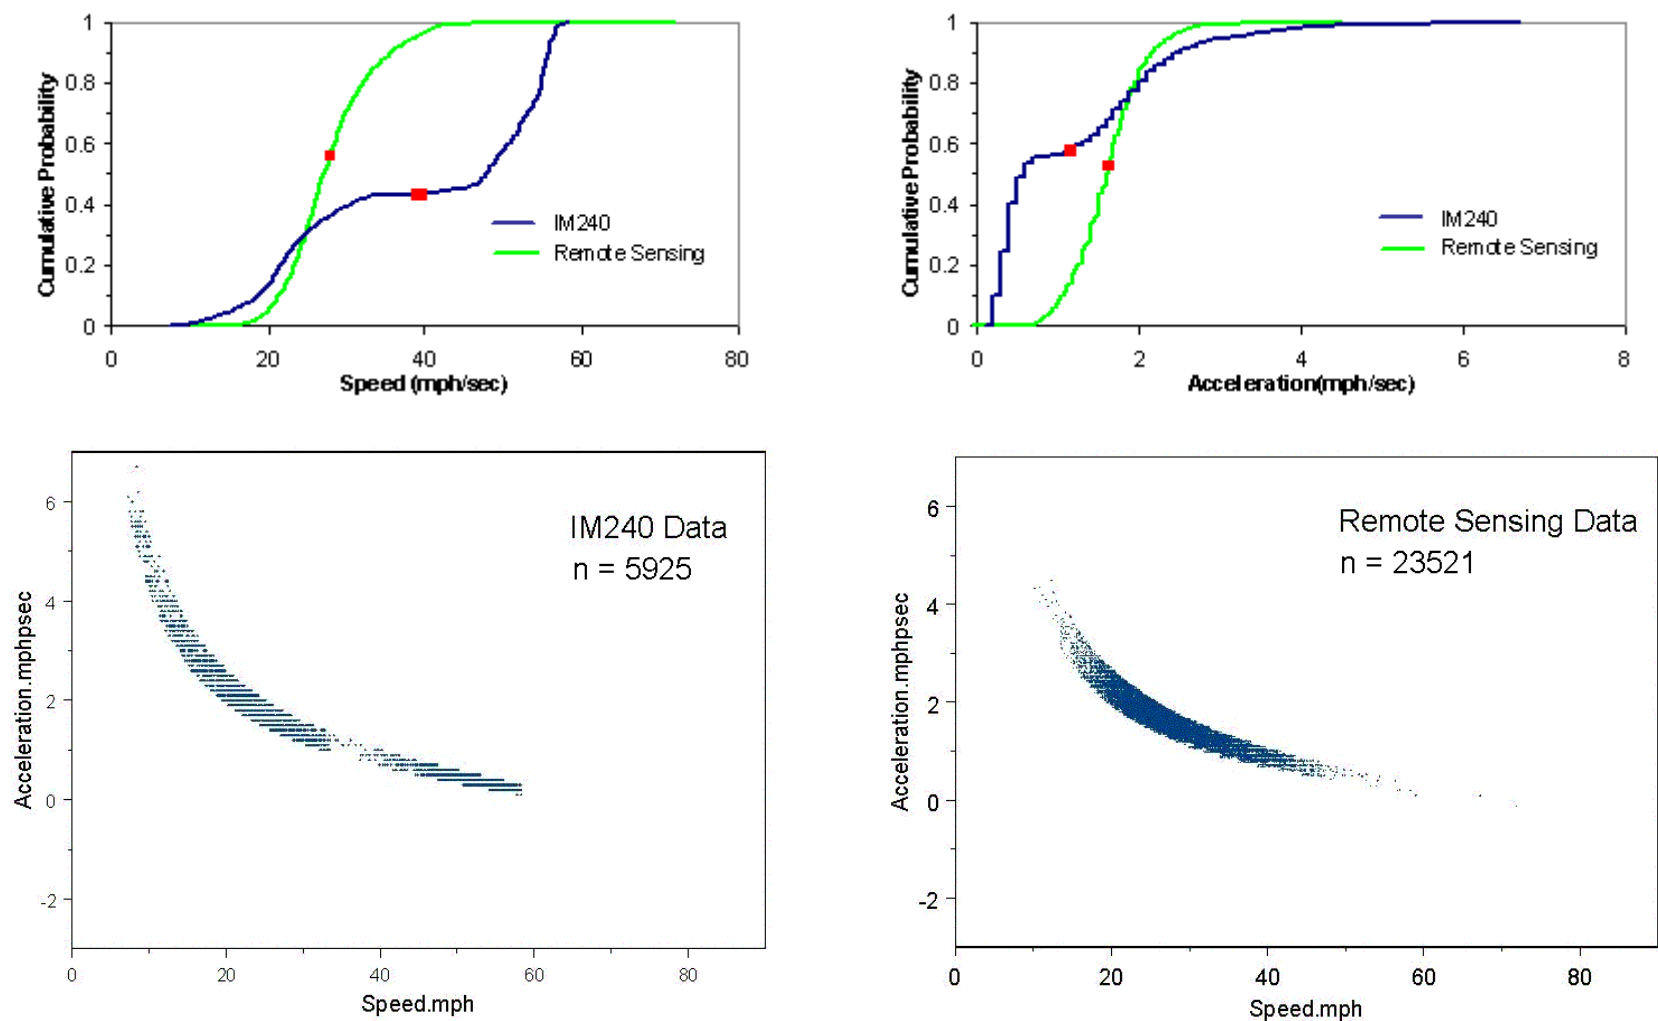 Cumulative Probability
1
0.8
0.6
0.4
0.2
0
0 20 40 60 80
Speed (mph/sec)
IM240
Remote Sensing
Cumulative Probability
1
0.8
0.6
0.4
0.2
0
0 2 4 6 8
Acceleration(mph/sec)
IM240
Remote Sensing
Acceleration.mphpsec
6
4
2
0
-2
0 20 40 60 80
Speed.mph
IM240 Data
n = 5925
Acceleration.mphpsec
6
4
2
0
-2
0 20 40 60 80
Speed.mph
Remote Sensing Data
n = 23521